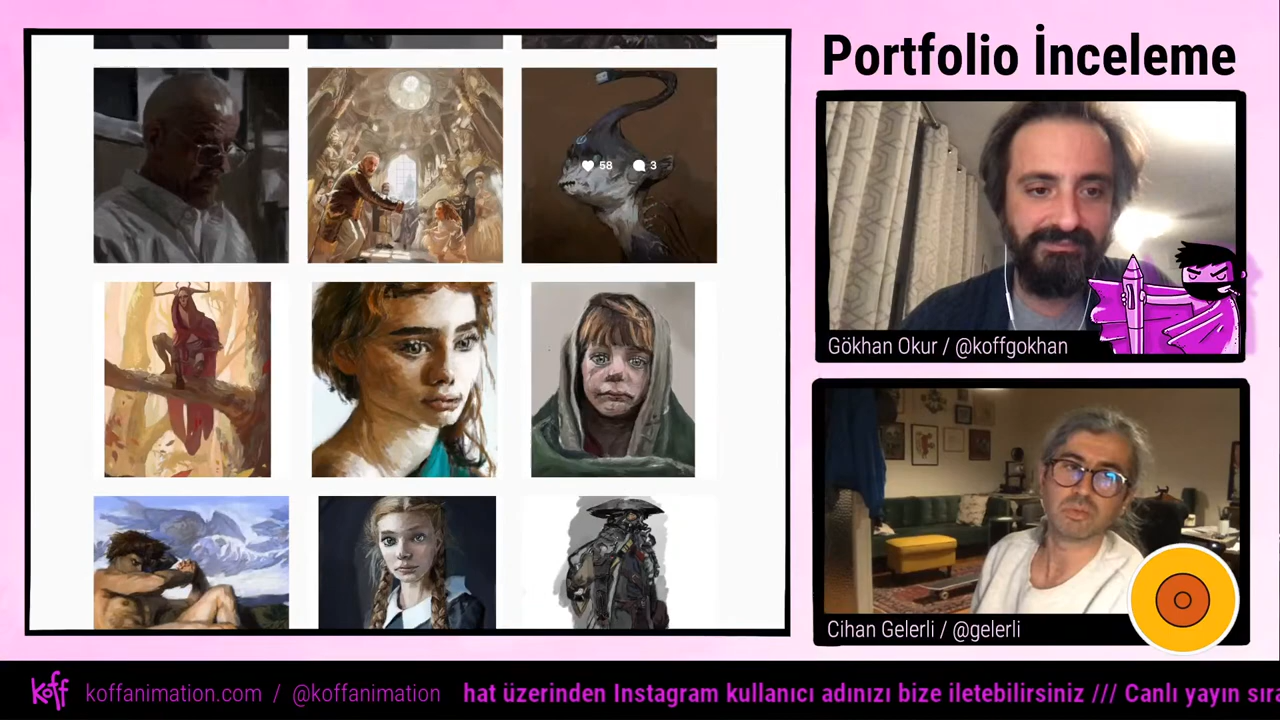 Portfolio İnceleme
58 3
Gökhan Okur / @koffgokhan
Cihan Gelerli / @gelerli
koff koffanimation.com / @koffanimation hat üzerinden Instagram kullanıcı adınızı bize iletebilirsiniz /// Canlı yayın sıra